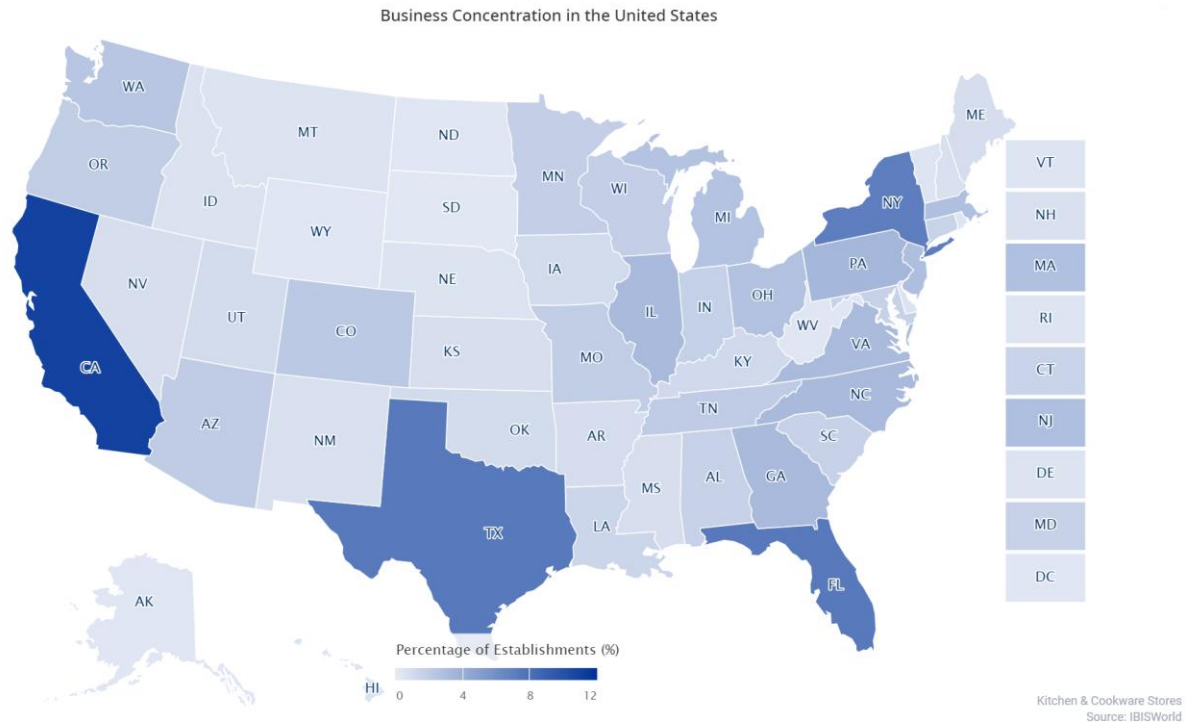 Business Concentration in the United States
WA
MT
ND
MN
ME
OR
ID
SD
WI
MI
NY
WY
IA
NE
PA
NV
UT
CO
IL
IN
OH
WV
VA
CA
KS
MO
KY
NC
AZ
NM
OK
TN
AR
SC
TX
LA
MS
AL
GA
FL
AK
HI
VT
NH
MA
RI
CT
NJ
DE
MD
DC
Percentage of Establishments (%)
0 4 8 12
Kitchen & Cookware Stores
Source: IBISWorld